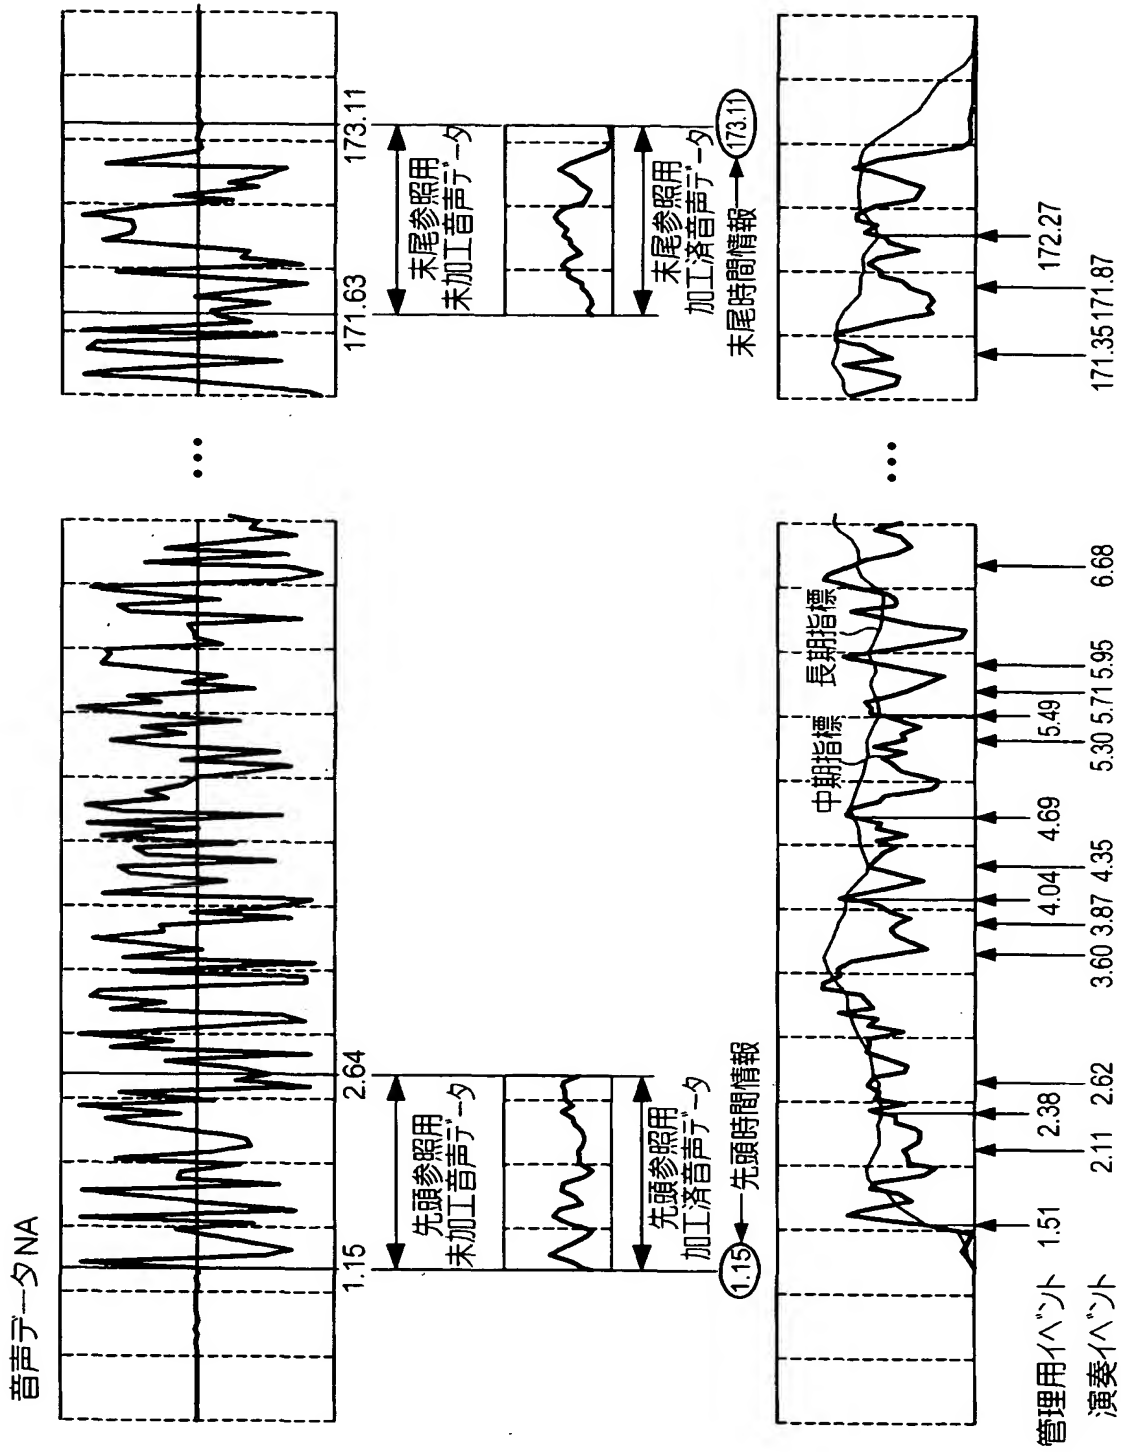 音声データNA
1.15
2.64
171.63
173.11
先頭参照用
未加工音声データ
末尾参照用
未加工音声データ
先頭参照用
加工済音声データ
末尾参照用
加工済音声データ
1.15
先頭時間情報
末尾時間情報
173.11
中期指標
長期指標
管理用イベント
1.51
2.38
4.04
4.69
5.49
172.27
演奏イベント
2.11
2.62
3.60
3.87
4.35
5.30
5.71
5.95
6.68
171.35
171.87